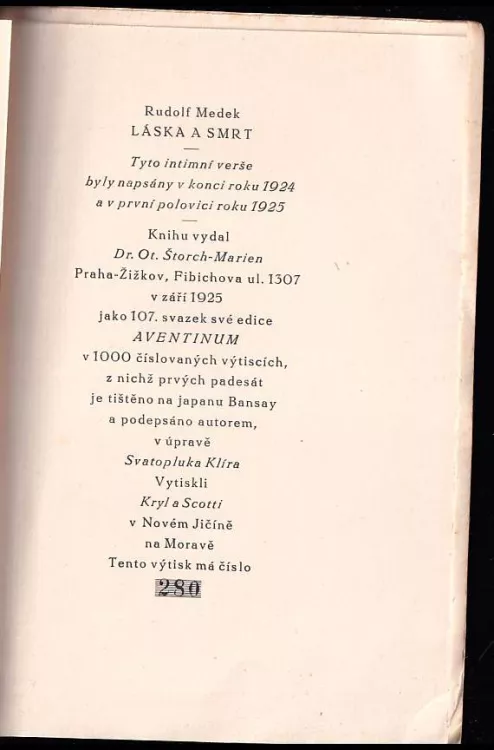 Rudolf Medek
LÁSKA A SMRT
Tyto intimní verše
byly napsány v konci roku 1924
a v první polovici roku 1925
Knihu vydal
Dr. Ot. Štorch-Marien
Praha-Žižkov, Fibichova ul. 1307
v září 1925
jako 107. svazek své edice
AVENTINUM
v 1000 číslovaných výtiscích,
z nichž prvých padesát
je tištěno na japanu Bansay
a podepsáno autorem,
v úpravě
Svatopluka Klíra
Vytiskli
Kryl a Scotti
v Novém Jičíně
na Moravě
Tento výtisk má číslo
280